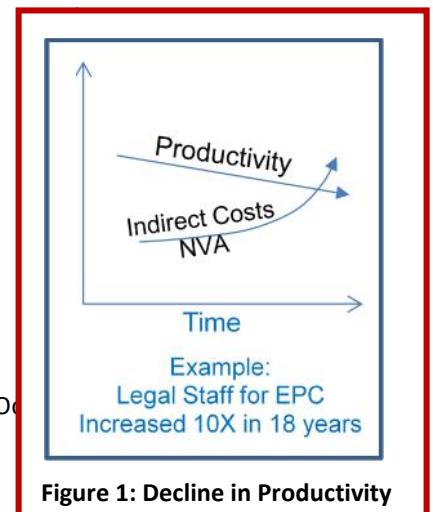 Productivity
Indirect Costs
NVA
Time
Example:
Legal Staff for EPC
Increased 10X in 18 years
Figure 1: Decline in Productivity